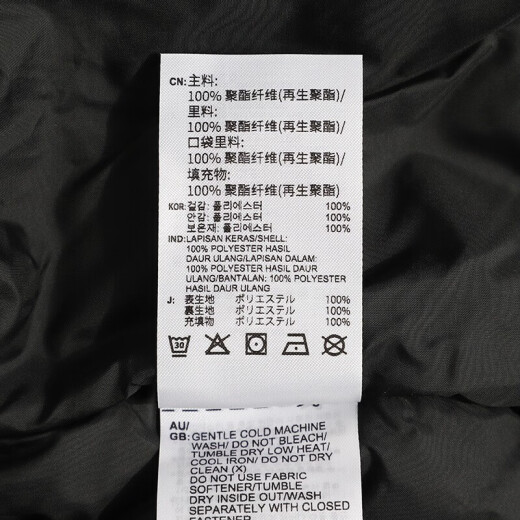 CN: 主料:
100% 聚酯纤维(再生聚酯)/
里料:
100% 聚酯纤维(再生聚酯)/
口袋里料:
100% 聚酯纤维(再生聚酯)/
填充物:
100% 聚酯纤维(再生聚酯)
KOR: 겉감: 폴리에스터 100%
안감: 폴리에스터 100%
보온재: 폴리에스터 100%
IND: LAPISAN KERAS/SHELL:
100% POLYESTER HASIL
DAUR ULANG/LAPISAN DALAM:
100% POLYESTER HASIL DAUR
ULANG/BANTALAN: 100% POLYESTER
HASIL DAUR ULANG
J: 表生地 ポリエステル 100%
裏生地 ポリエステル 100%
充填物 ポリエステル 100%
30
AU/
GB: GENTLE COLD MACHINE
WASH/ DO NOT BLEACH/
TUMBLE DRY LOW HEAT/
COOL IRON/ DO NOT DRY
CLEAN (X)
DO NOT USE FABRIC
SOFTENER/TUMBLE
DRY INSIDE OUT/WASH
SEPARATELY WITH CLOSED
FASTENER